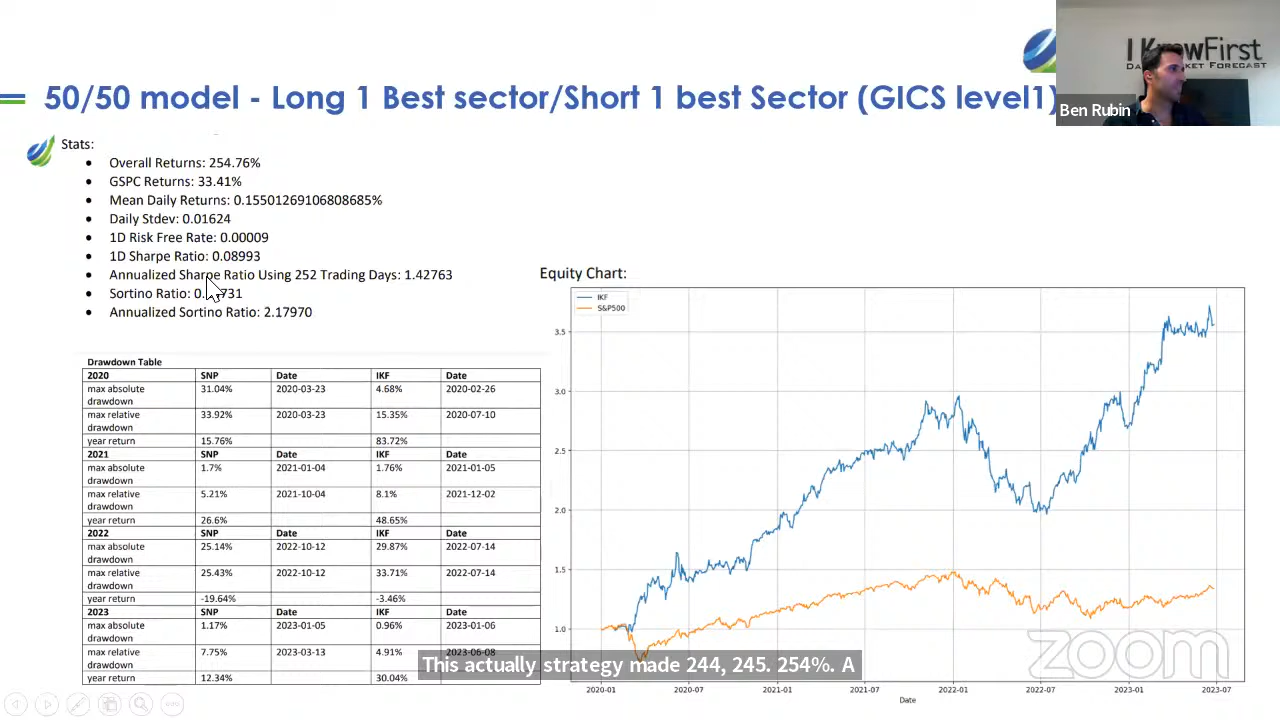 I KnowFirst
DAILY MARKET FORECAST
Ben Rubin
50/50 model - Long 1 Best sector/Short 1 best Sector (GICS level1)
Stats:
Overall Returns: 254.76%
GSPC Returns: 33.41%
Mean Daily Returns: 0.15501269106808685%
Daily Stdev: 0.01624
1D Risk Free Rate: 0.00009
1D Sharpe Ratio: 0.08993
Annualized Sharpe Ratio Using 252 Trading Days: 1.42763
Sortino Ratio:
Annualized Sortino Ratio: 2.17970
Drawdown Table
2020 SNP Date IKF Date
max absolute drawdown 31.04% 2020-03-23 4.68% 2020-02-26
max relative drawdown 33.92% 2020-03-23 15.35% 2020-07-10
year return 15.76% 83.72%
2021 SNP Date IKF Date
max absolute drawdown 1.7% 2021-01-04 1.76% 2021-01-05
max relative drawdown 5.21% 2021-10-04 8.1% 2021-12-02
year return 26.6% 48.65%
2022 SNP Date IKF Date
max absolute drawdown 25.14% 2022-10-12 29.87% 2022-07-14
max relative drawdown 25.43% 2022-10-12 33.71% 2022-07-14
year return -19.64% -3.46%
2023 SNP Date IKF Date
max absolute drawdown 1.17% 2023-01-05 0.96% 2023-01-06
max relative drawdown 7.75% 2023-03-13 4.91% 2023-06-08
year return 12.34% 30.04%
Equity Chart:
IKF
S&P500
3.5
3.0
2.5
2.0
1.5
1.0
2020-01 2020-07 2021-01 2021-07 2022-01 2022-07 2023-01 2023-07
Date
This actually strategy made 244, 245. 254%. A
zoom